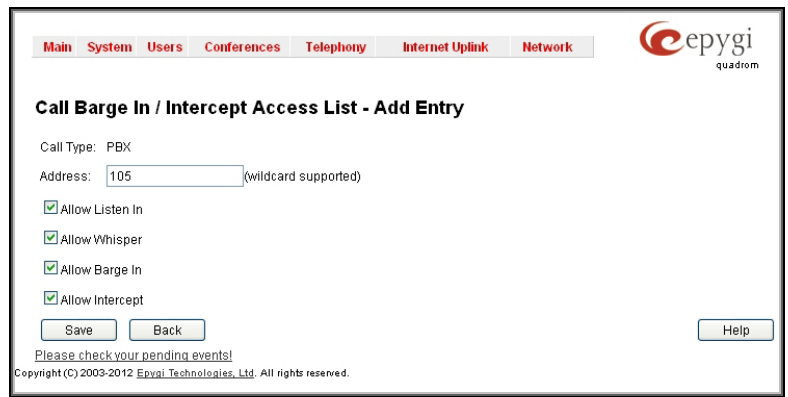 Main System Users Conferences Telephony Internet Uplink Network
epygi
quadrom
Call Barge In / Intercept Access List - Add Entry
Call Type: PBX
Address: 105 (wildcard supported)
Allow Listen In
Allow Whisper
Allow Barge In
Allow Intercept
Save Back Help
Please check your pending events!
Copyright (C) 2003-2012 Epygi Technologies, Ltd. All rights reserved.